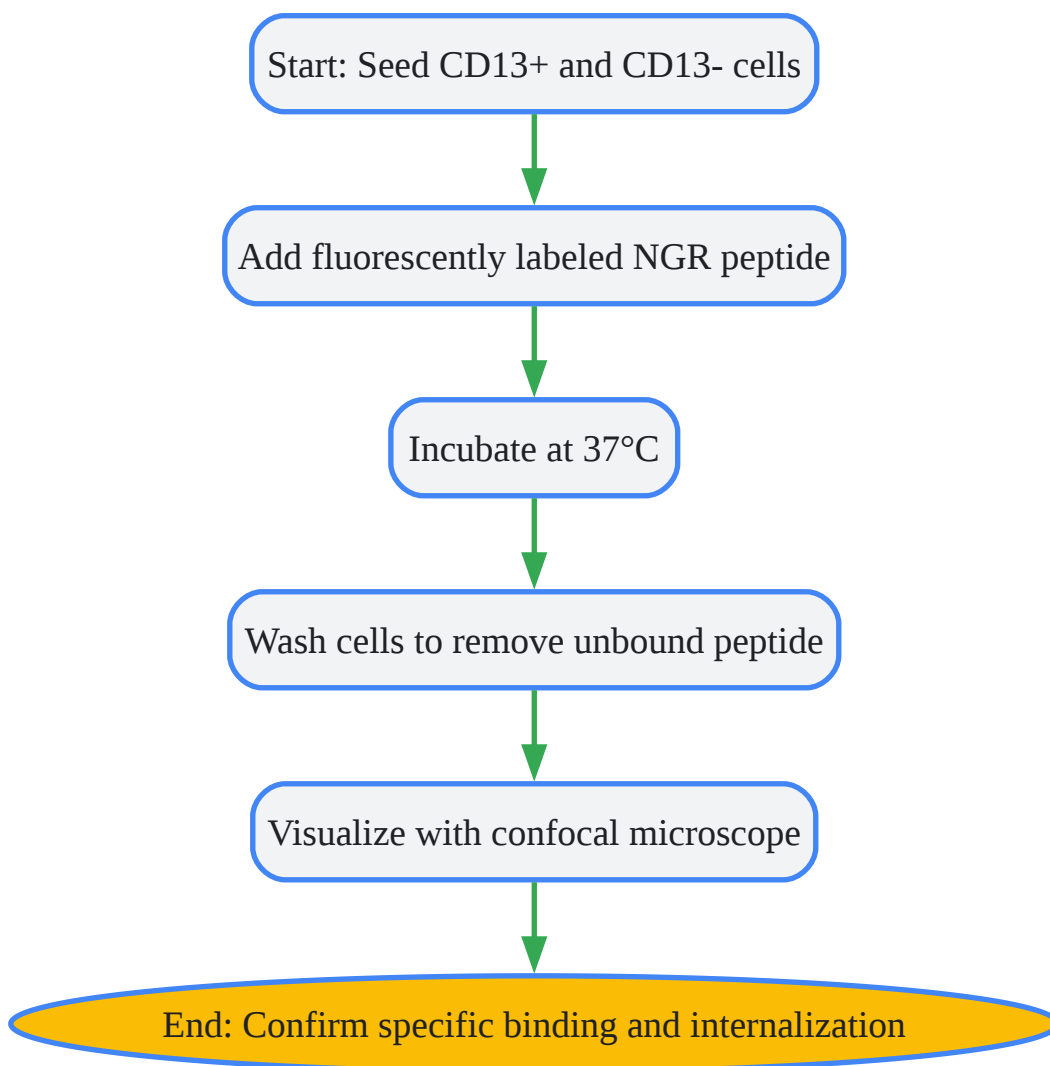 Start: Seed CD13+ and CD13- cells
Add fluorescently labeled NGR peptide
Incubate at 37°C
Wash cells to remove unbound peptide
Visualize with confocal microscope
End: Confirm specific binding and internalization